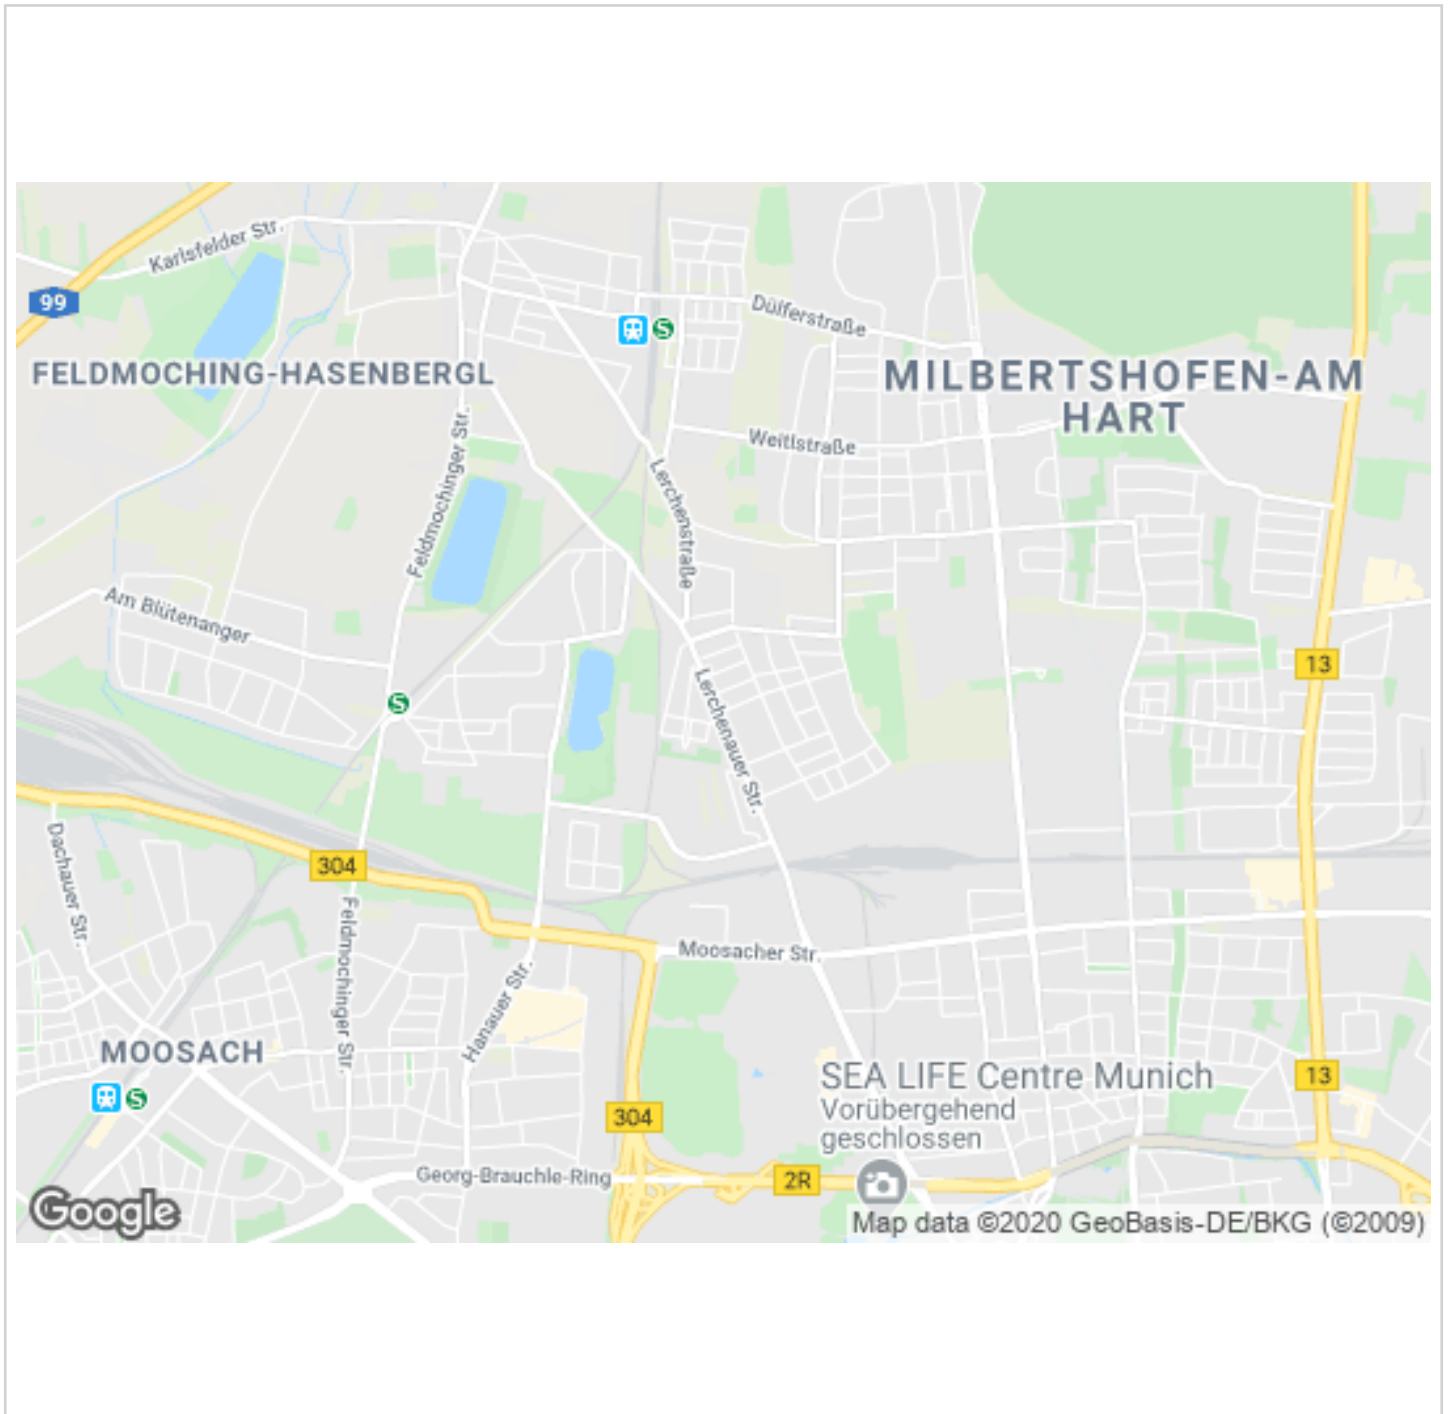 Karlsfelder Str.
99
S
Dülferstraße
FELDMOCHING-HASENBERGL
MILBERTSHOFEN-AM
HART
Feldmochinger Str.
Weitlstraße
Lerchenstraße
Am Blütenanger
13
S
Lerchenauer Str.
Dachauer Str.
304
Feldmochinger Str.
Moosacher Str.
Hanauer Str.
MOOSACH
S
SEA LIFE Centre Munich
Vorübergehend
geschlossen
13
304
Georg-Brauchle-Ring
2R
Google
Map data ©2020 GeoBasis-DE/BKG (©2009)